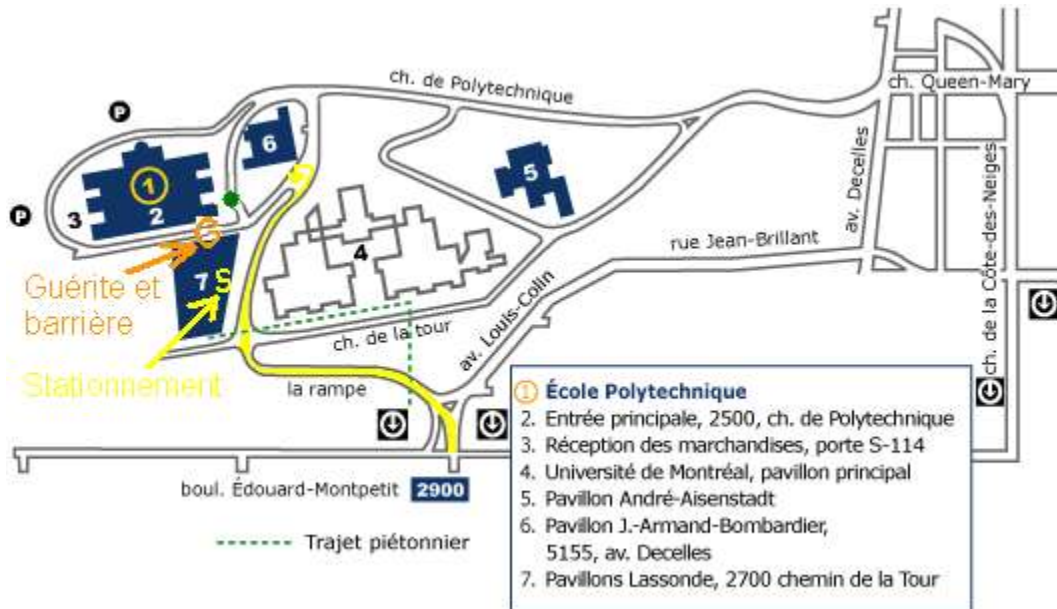 ch. de Polytechnique
ch. Queen-Mary
P
6
1
5
av. Decelles
ch. de la Côte-des-Neiges
P
3
2
G
rue Jean-Brillant
4
7
S
Guérite et
barrière
av. Louis-Colin
ch. de la tour
Stationnement
la rampe
boul. Édouard-Montpetit 2900
Trajet piétonnier
1 École Polytechnique
2. Entrée principale, 2500, ch. de Polytechnique
3. Réception des marchandises, porte S-114
4. Université de Montréal, pavillon principal
5. Pavillon André-Aisenstadt
6. Pavillon J.-Armand-Bombardier,
5155, av. Decelles
7. Pavillons Lassonde, 2700 chemin de la Tour